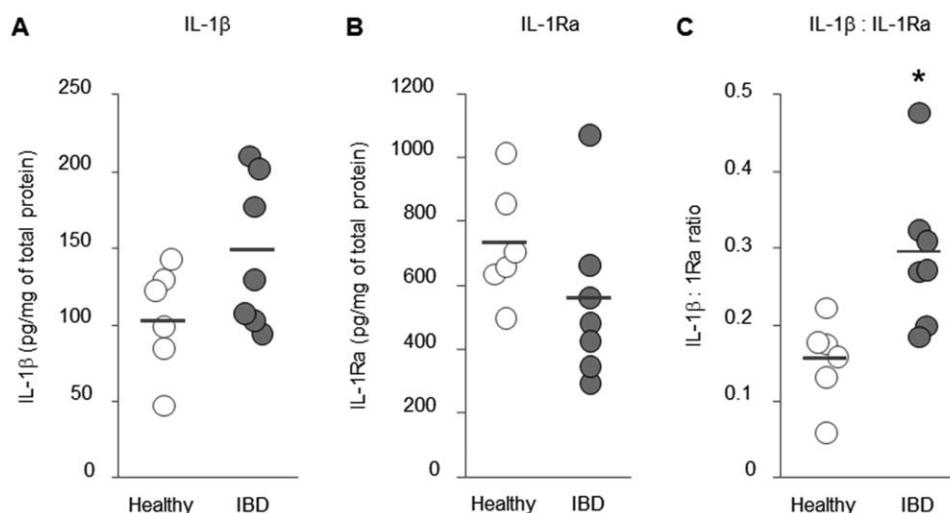 A
IL-1β
IL-1β (pg/mg of total protein)
250
200
150
100
50
0
Healthy
IBD
B
IL-1Ra
IL-1Ra (pg/mg of total protein)
1200
1000
800
600
400
200
0
Healthy
IBD
C
IL-1β : IL-1Ra
IL-1β : 1Ra ratio
0.5
0.4
0.3
0.2
0.1
0
*
Healthy
IBD